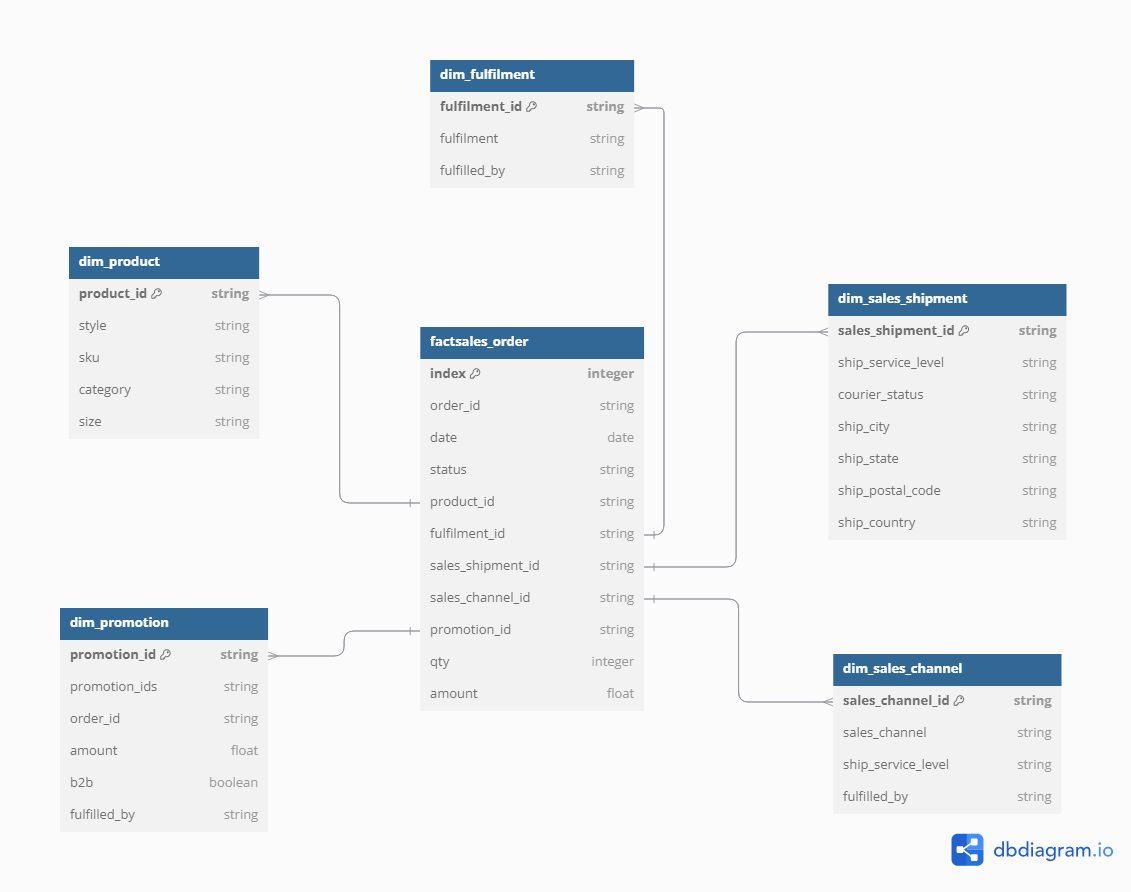 dim_fulfilment
fulfilment_id string
fulfilment string
fulfilled_by string
dim_product
product_id string
style string
sku string
category string
size string
factsales_order
index integer
order_id string
date date
status string
product_id string
fulfilment_id string
sales_shipment_id string
sales_channel_id string
promotion_id string
qty integer
amount float
dim_sales_shipment
sales_shipment_id string
ship_service_level string
courier_status string
ship_city string
ship_state string
ship_postal_code string
ship_country string
dim_promotion
promotion_id string
promotion_ids string
order_id string
amount float
b2b boolean
fulfilled_by string
dim_sales_channel
sales_channel_id string
sales_channel string
ship_service_level string
fulfilled_by string
dbdiagram.io